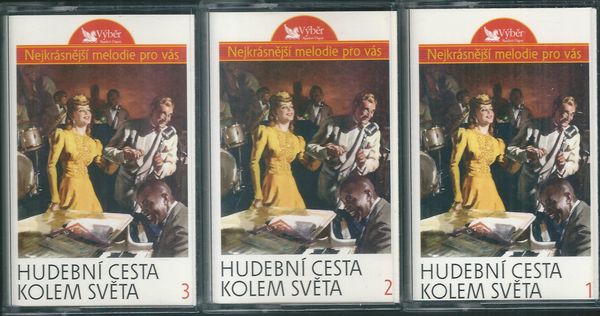 Výběr
Nejkrásnější melodie pro vás
HUDEBNÍ CESTA
KOLEM SVĚTA 3
Výběr
Nejkrásnější melodie pro vás
HUDEBNÍ CESTA
KOLEM SVĚTA 2
Výběr
Nejkrásnější melodie pro vás
HUDEBNÍ CESTA
KOLEM SVĚTA 1